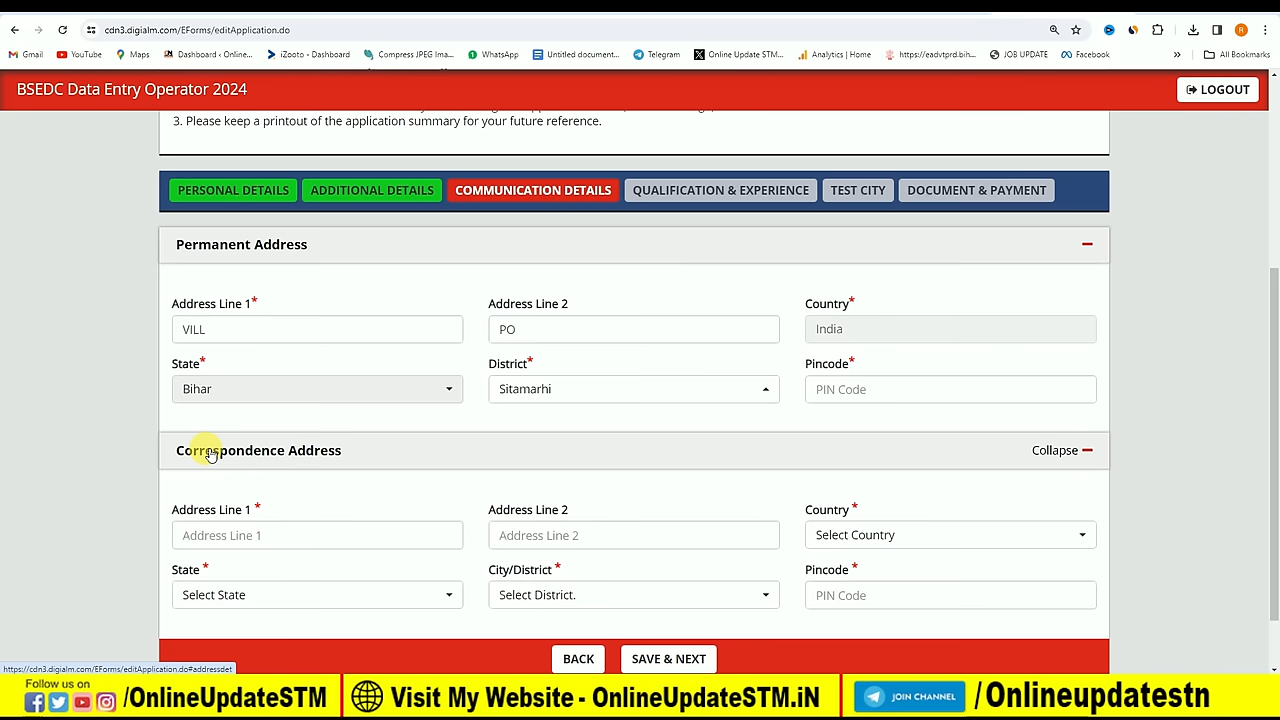 cdn3.digialm.com/EForms/editApplication.do
R
Gmail YouTube Maps Dashboard ‹ Online... iZooto - Dashboard Compress JPEG Ima... WhatsApp Untitled document... Telegram Online Update STM... Analytics | Home https://eadvtprd.bih... JOB UPDATE Facebook » All Bookmarks
BSEDC Data Entry Operator 2024 LOGOUT
3. Please keep a printout of the application summary for your future reference.
PERSONAL DETAILS ADDITIONAL DETAILS COMMUNICATION DETAILS QUALIFICATION & EXPERIENCE TEST CITY DOCUMENT & PAYMENT
Permanent Address
Address Line 1* Address Line 2 Country*
VILL PO India
State* District* Pincode*
Bihar Sitamarhi PIN Code
Correspondence Address Collapse
Address Line 1 * Address Line 2 Country *
Address Line 1 Address Line 2 Select Country
State * City/District * Pincode *
Select State Select District. PIN Code
BACK SAVE & NEXT
https://cdn3.digialm.com/EForms/editApplication.do#addressdet
Follow us on
/OnlineUpdateSTM Visit My Website - OnlineUpdateSTM.iN JOIN CHANNEL /Onlineupdatestn